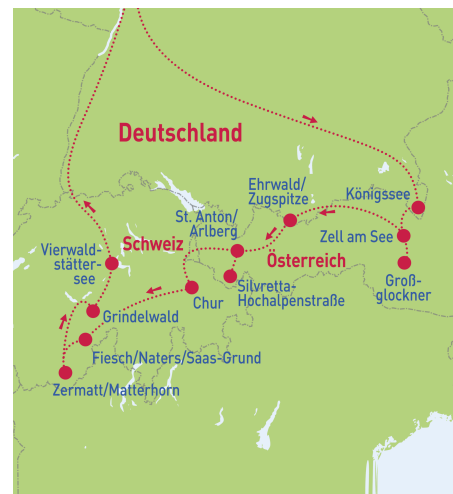 Deutschland
Ehrwald/
Zugspitze
Königssee
St. Anton/
Arlberg
Zell am See
Vierwald-
stätter-
see
Schweiz
Österreich
Groß-
glockner
Silvretta-
Hochalpenstraße
Chur
Grindelwald
Fiesch/Naters/Saas-Grund
Zermatt/Matterhorn